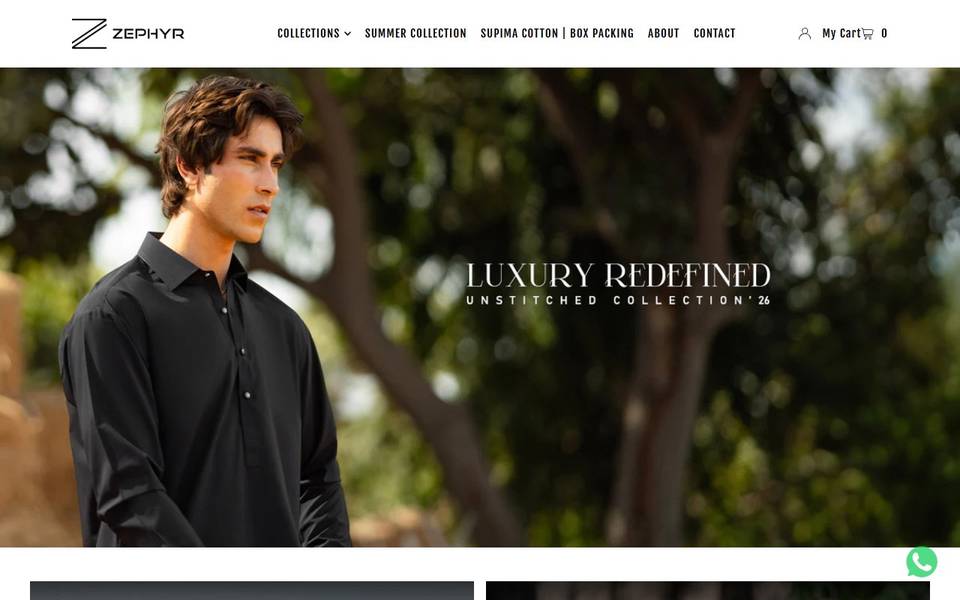 ZEPHYR
COLLECTIONS
SUMMER COLLECTION
SUPIMA COTTON | BOX PACKING
ABOUT
CONTACT
My Cart 0
LUXURY REDEFINED
UNSTITCHED COLLECTION'26